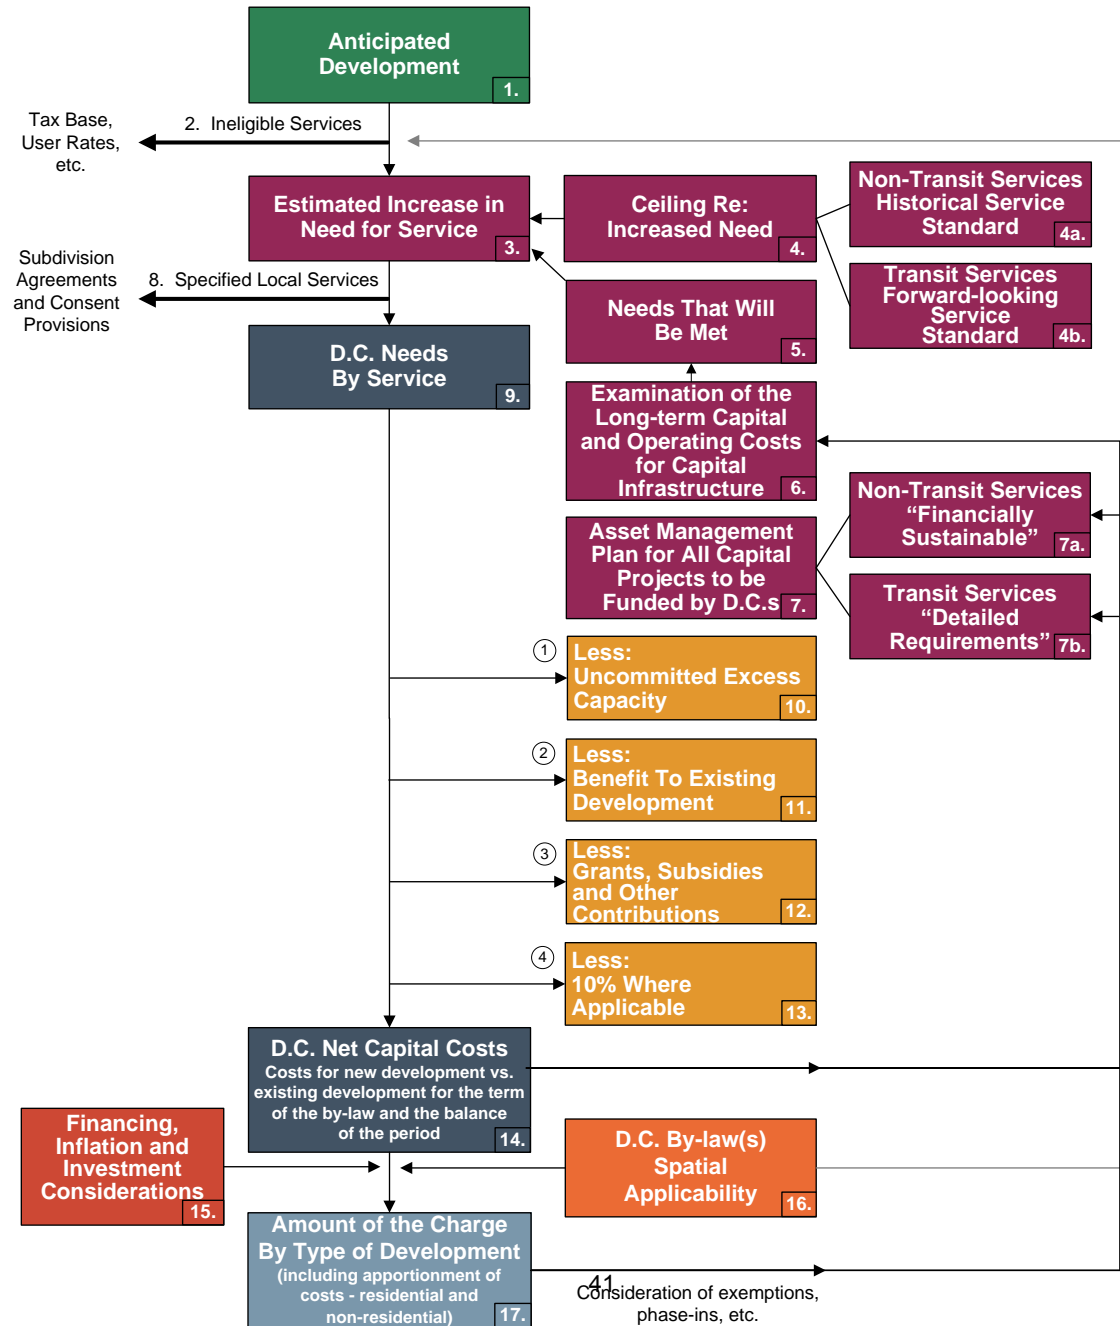 Anticipated
Development
1.
Tax Base,
User Rates,
etc.
2. Ineligible Services
Estimated Increase in
Need for Service
3.
Ceiling Re:
Increased Need
4.
Non-Transit Services
Historical Service
Standard
4a.
Transit Services
Forward-looking
Service
Standard
4b.
Subdivision
Agreements
and Consent
Provisions
8. Specified Local Services
Needs That Will
Be Met
5.
D.C. Needs
By Service
9.
Examination of the
Long-term Capital
and Operating Costs
for Capital
Infrastructure
6.
Non-Transit Services
“Financially
Sustainable”
7a.
Asset Management
Plan for All Capital
Projects to be
Funded by D.C.s
7.
Transit Services
“Detailed
Requirements”
7b.
1
Less:
Uncommitted Excess
Capacity
10.
2
Less:
Benefit To Existing
Development
11.
3
Less:
Grants, Subsidies
and Other
Contributions
12.
4
Less:
10% Where
Applicable
13.
D.C. Net Capital Costs
Costs for new development vs.
existing development for the term
of the by-law and the balance
of the period
14.
Financing,
Inflation and
Investment
Considerations
15.
D.C. By-law(s)
Spatial
Applicability
16.
Amount of the Charge
By Type of Development
(including apportionment of
costs - residential and
non-residential)
17.
41
Consideration of exemptions,
phase-ins, etc.